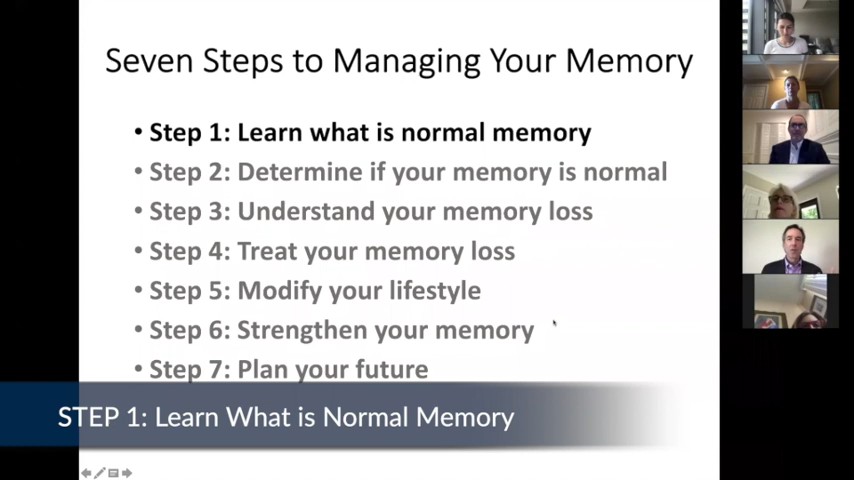 Seven Steps to Managing Your Memory
• Step 1: Learn what is normal memory
• Step 2: Determine if your memory is normal
• Step 3: Understand your memory loss
• Step 4: Treat your memory loss
• Step 5: Modify your lifestyle
• Step 6: Strengthen your memory
• Step 7: Plan your future
STEP 1: Learn What is Normal Memory